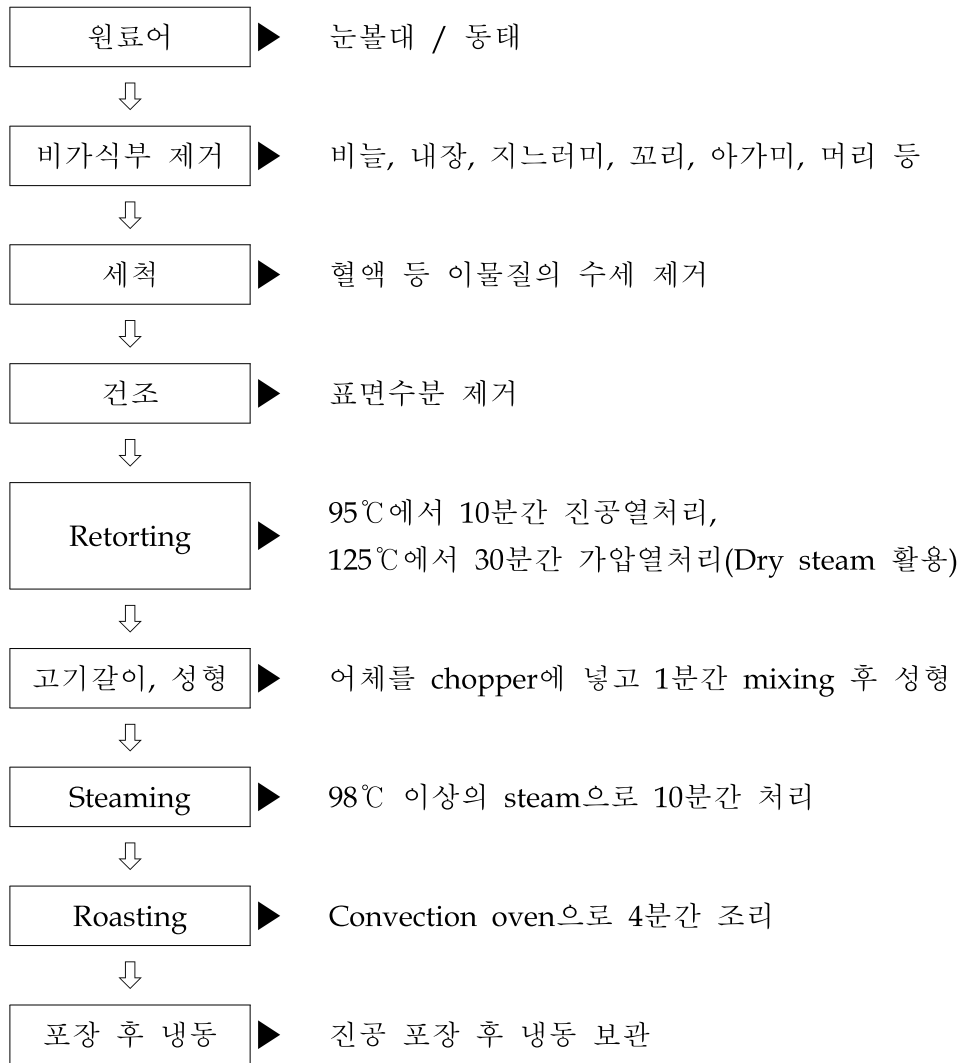 원료어 ▶ 눈볼대 / 동태
⇩
비가식부 제거 ▶ 비늘, 내장, 지느러미, 꼬리, 아가미, 머리 등
⇩
세척 ▶ 혈액 등 이물질의 수세 제거
⇩
건조 ▶ 표면수분 제거
⇩
Retorting ▶ 95℃에서 10분간 진공열처리,
125℃에서 30분간 가압열처리(Dry steam 활용)
⇩
고기갈이, 성형 ▶ 어체를 chopper에 넣고 1분간 mixing 후 성형
⇩
Steaming ▶ 98℃ 이상의 steam으로 10분간 처리
⇩
Roasting ▶ Convection oven으로 4분간 조리
⇩
포장 후 냉동 ▶ 진공 포장 후 냉동 보관